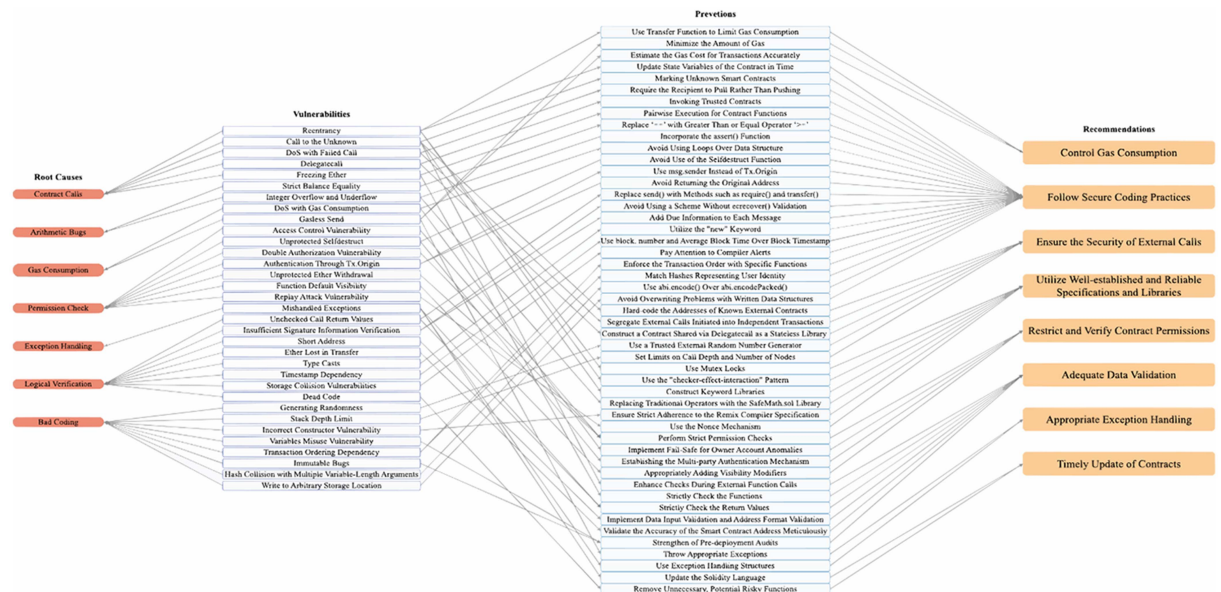 Root Causes
Contract Calls
Arithmetic Bugs
Gas Consumption
Permission Check
Exception Handling
Logical Verification
Bad Coding
Vulnerabilities
Reentrancy
Call to the Unknown
DoS with Failed Call
Delegatecall
Freezing Ether
Strict Balance Equality
Integer Overflow and Underflow
DoS with Gas Consumption
Gasless Send
Access Control Vulnerability
Unprotected Selfdestruct
Double Authorization Vulnerability
Authentication Through Tx.Origin
Unprotected Ether Withdrawal
Function Default Visibility
Replay Attack Vulnerability
Mishandled Exceptions
Unchecked Call Return Values
Insufficient Signature Information Verification
Short Address
Ether Lost in Transfer
Type Casts
Timestamp Dependency
Storage Collision Vulnerabilities
Dead Code
Generating Randomness
Stack Depth Limit
Incorrect Constructor Vulnerability
Variables Misuse Vulnerability
Transaction Ordering Dependency
Immutable Bugs
Hash Collision with Multiple Variable-Length Arguments
Write to Arbitrary Storage Location
Prevetions
Use Transfer Function to Limit Gas Consumption
Minimize the Amount of Gas
Estimate the Gas Cost for Transactions Accurately
Update State Variables of the Contract in Time
Marking Unknown Smart Contracts
Require the Recipient to Pull Rather Than Pushing
Invoking Trusted Contracts
Pairwise Execution for Contract Functions
Replace '==' with Greater Than or Equal Operator '>='
Incorporate the assert() Function
Avoid Using Loops Over Data Structure
Avoid Use of the Selfdestruct Function
Use msg.sender Instead of Tx.Origin
Avoid Returning the Original Address
Replace send() with Methods such as require() and transfer()
Avoid Using a Scheme Without ecrecover() Validation
Add Due Information to Each Message
Utilize the "new" Keyword
Use block. number and Average Block Time Over Block Timestamp
Pay Attention to Compiler Alerts
Enforce the Transaction Order with Specific Functions
Match Hashes Representing User Identity
Use abi.encode() Over abi.encodePacked()
Avoid Overwriting Problems with Written Data Structures
Hard-code the Addresses of Known External Contracts
Segregate External Calls Initiated into Independent Transactions
Construct a Contract Shared via Delegatecall as a Stateless Library
Use a Trusted External Random Number Generator
Set Limits on Call Depth and Number of Nodes
Use Mutex Locks
Use the "checker-effect-interaction" Pattern
Construct Keyword Libraries
Replacing Traditional Operators with the SafeMath.sol Library
Ensure Strict Adherence to the Remix Compiler Specification
Use the Nonce Mechanism
Perform Strict Permission Checks
Implement Fail-Safe for Owner Account Anomalies
Establishing the Multi-party Authentication Mechanism
Appropriately Adding Visibility Modifiers
Enhance Checks During External Function Calls
Strictly Check the Functions
Strictly Check the Return Values
Implement Data Input Validation and Address Format Validation
Validate the Accuracy of the Smart Contract Address Meticulously
Strengthen of Pre-deployment Audits
Throw Appropriate Exceptions
Use Exception Handling Structures
Update the Solidity Language
Remove Unnecessary, Potential Risky Functions
Recommendations
Control Gas Consumption
Follow Secure Coding Practices
Ensure the Security of External Calls
Utilize Well-established and Reliable
Specifications and Libraries
Restrict and Verify Contract Permissions
Adequate Data Validation
Appropriate Exception Handling
Timely Update of Contracts